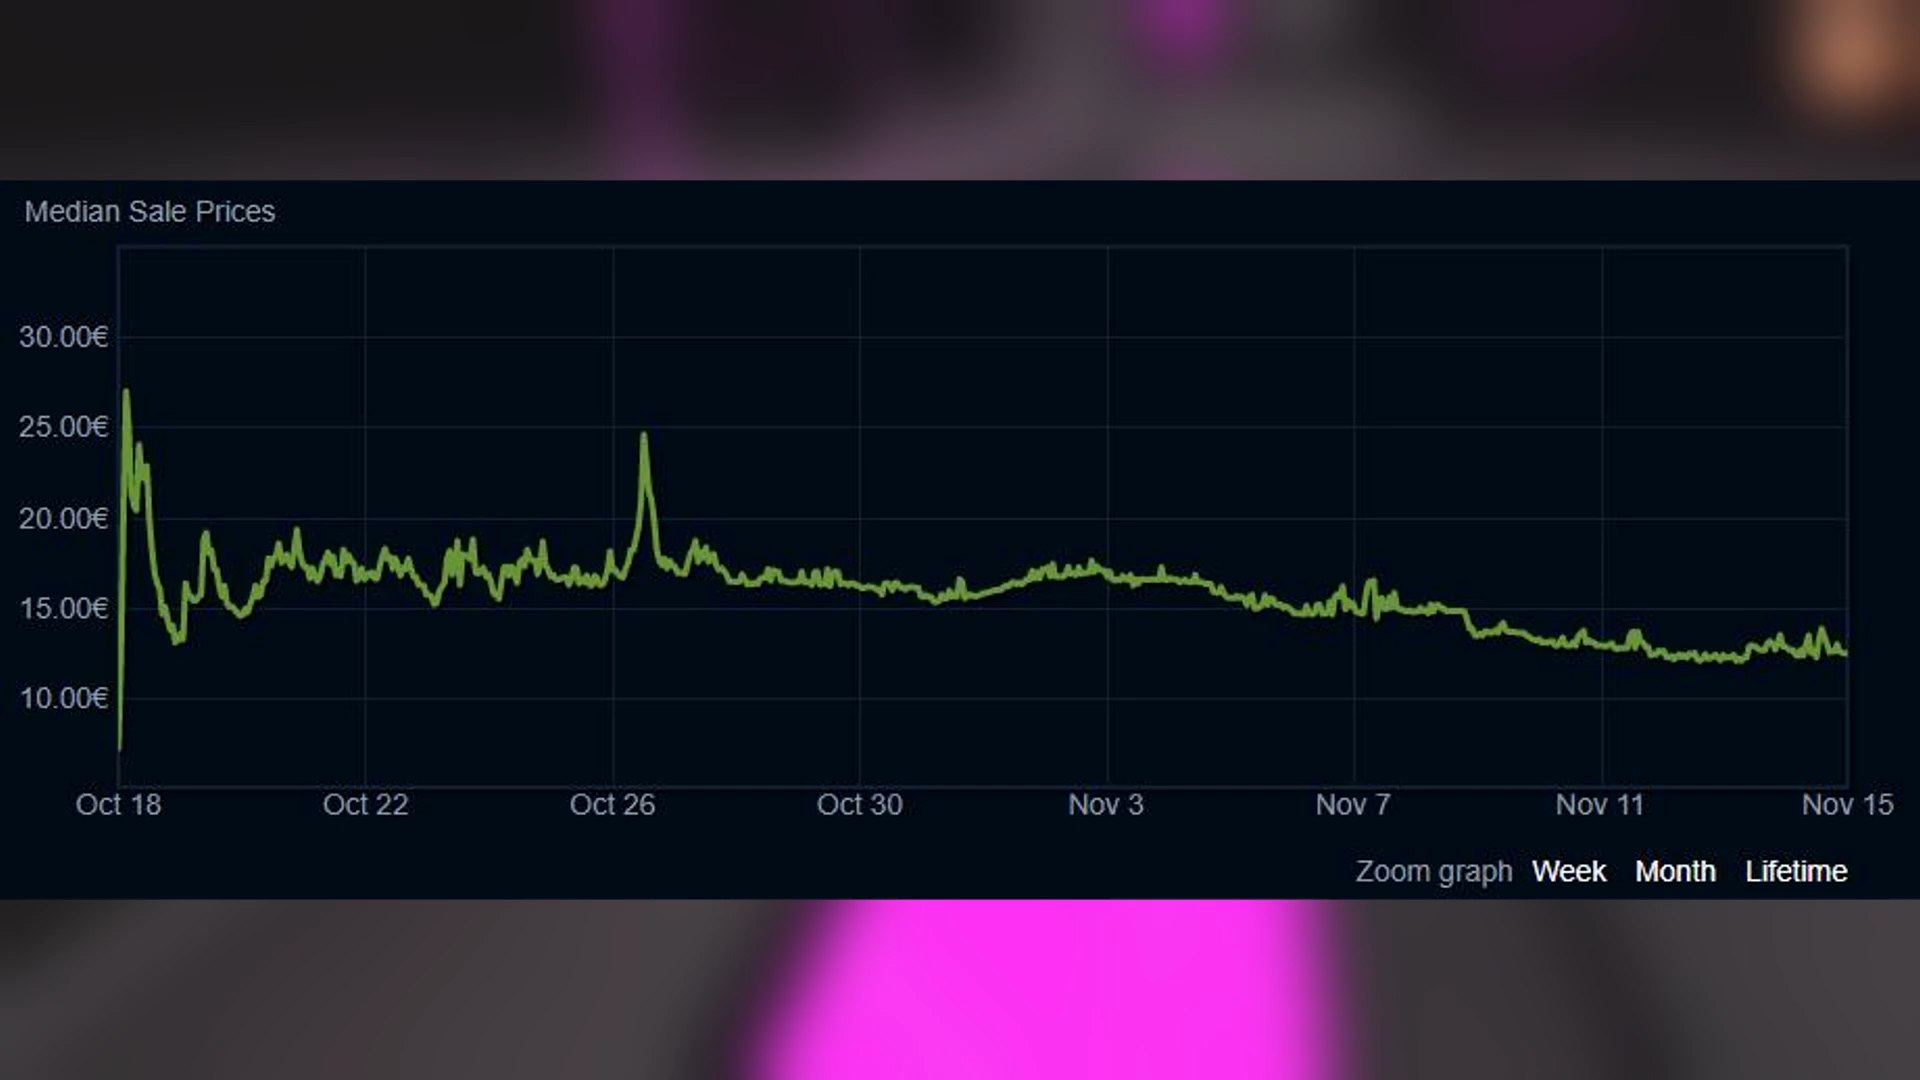 Median Sale Prices
30.00€
25.00€
20.00€
15.00€
10.00€
Oct 18 Oct 22 Oct 26 Oct 30 Nov 3 Nov 7 Nov 11 Nov 15
Zoom graph Week Month Lifetime